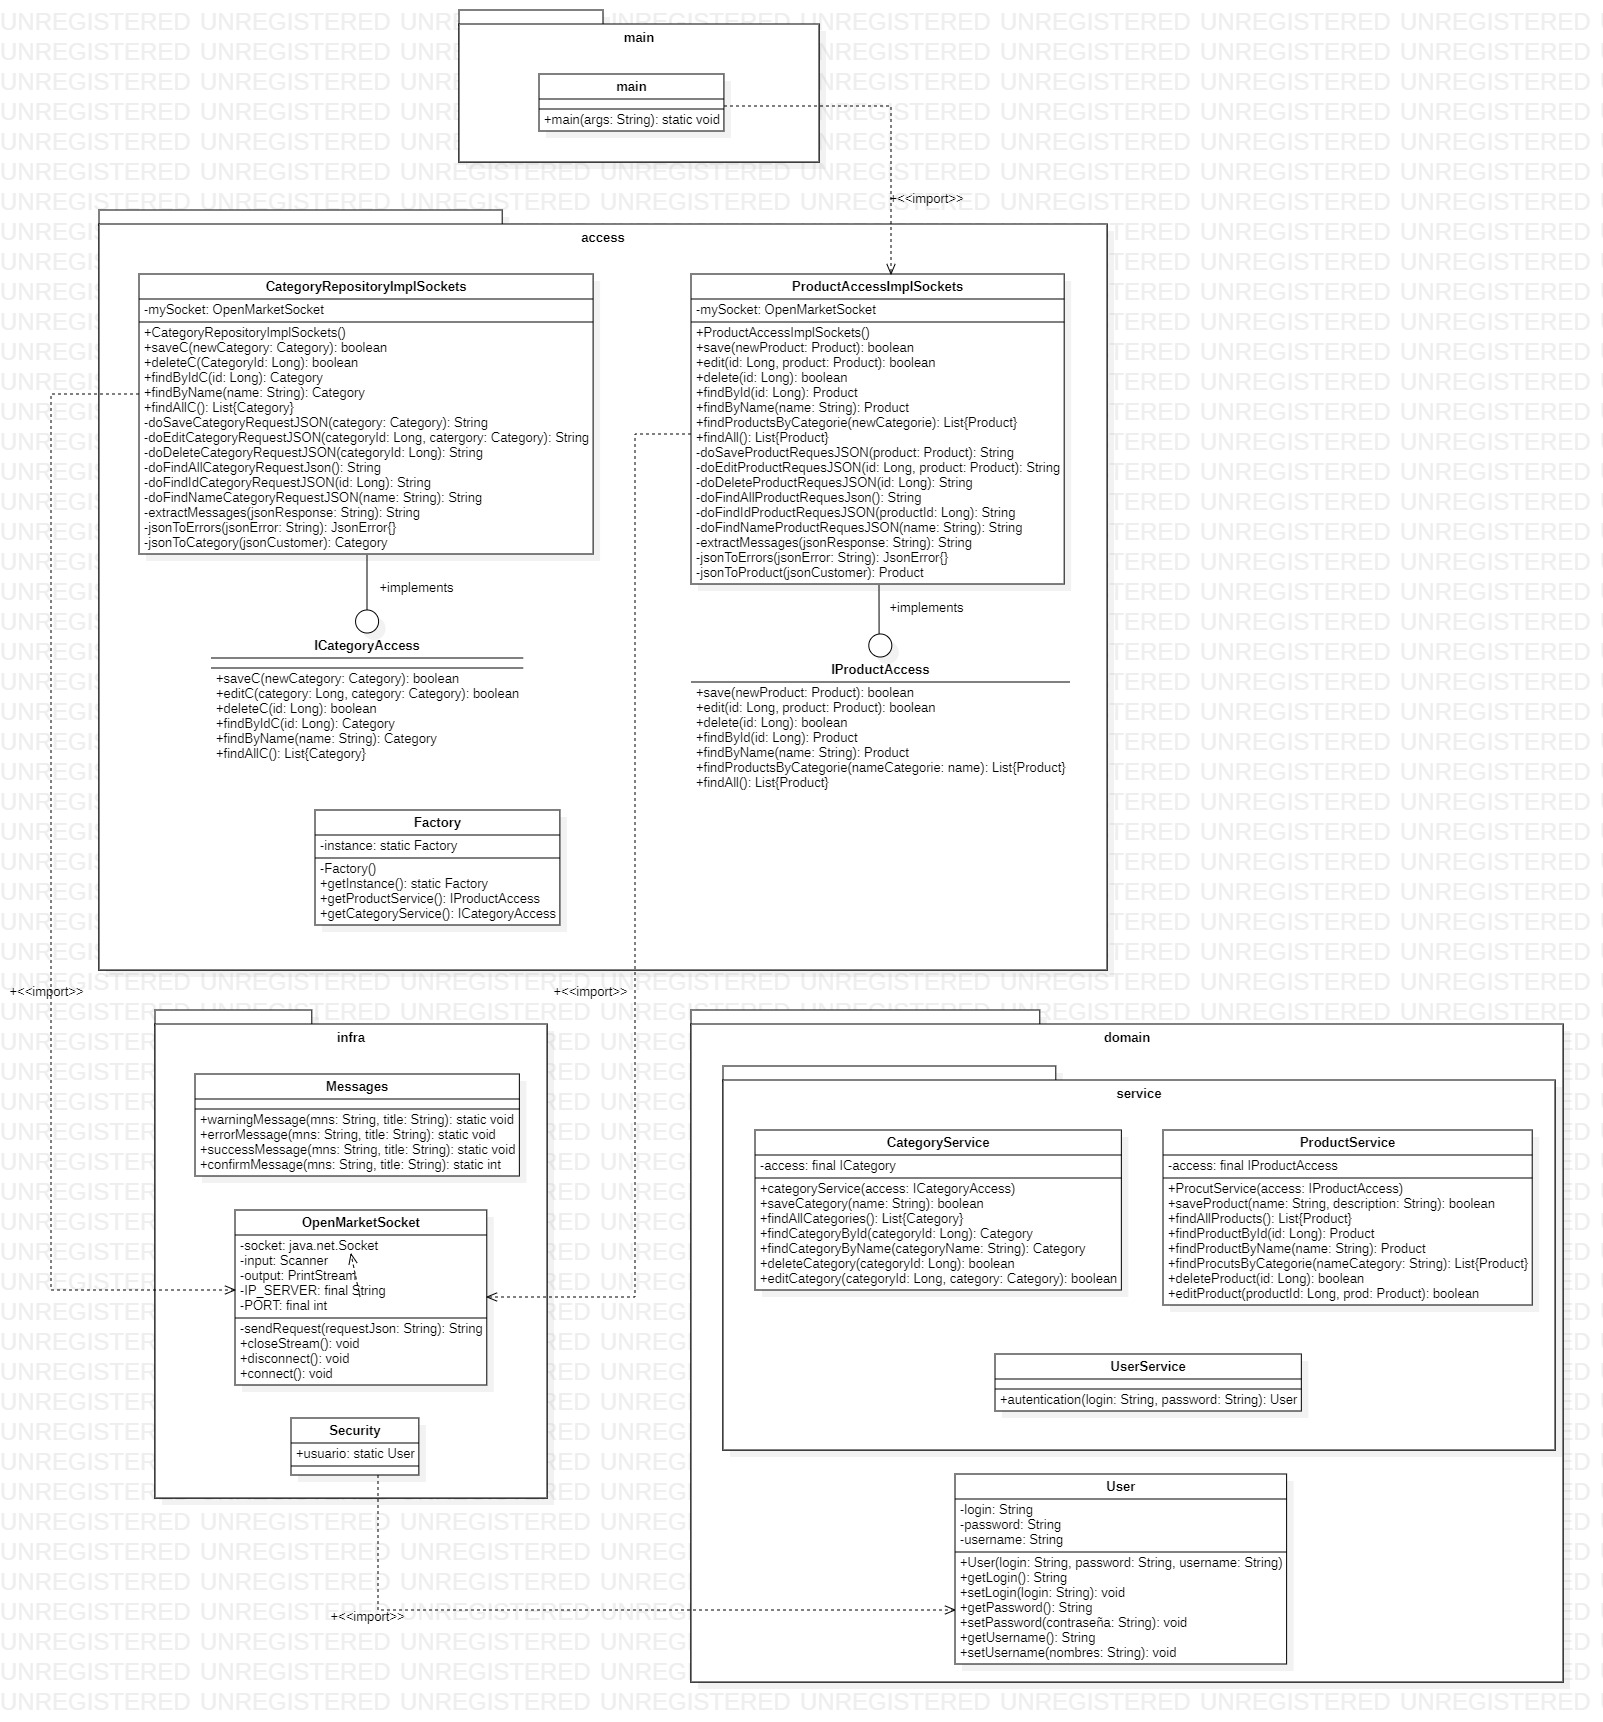 main
main
+main(args: String): static void
+<<import>>
access
CategoryRepositoryImplSockets
-mySocket: OpenMarketSocket
+CategoryRepositoryImplSockets()
+saveC(newCategory: Category): boolean
+deleteC(CategoryId: Long): boolean
+findByIdC(id: Long): Category
+findByName(name: String): Category
+findAllC(): List{Category}
-doSaveCategoryRequestJSON(category: Category): String
-doEditCategoryRequestJSON(categoryId: Long, catergory: Category): String
-doDeleteCategoryRequestJSON(categoryId: Long): String
-doFindAllCategoryRequestJson(): String
-doFindIdCategoryRequestJSON(id: Long): String
-doFindNameCategoryRequestJSON(name: String): String
-extractMessages(jsonResponse: String): String
-jsonToErrors(jsonError: String): JsonError{}
-jsonToCategory(jsonCustomer): Category
+implements
ICategoryAccess
+saveC(newCategory: Category): boolean
+editC(category: Long, category: Category): boolean
+deleteC(id: Long): boolean
+findByIdC(id: Long): Category
+findByName(name: String): Category
+findAllC(): List{Category}
ProductAccessImplSockets
-mySocket: OpenMarketSocket
+ProductAccessImplSockets()
+save(newProduct: Product): boolean
+edit(id: Long, product: Product): boolean
+delete(id: Long): boolean
+findById(id: Long): Product
+findByName(name: String): Product
+findProductsByCategorie(newCategorie): List{Product}
+findAll(): List{Product}
-doSaveProductRequesJSON(product: Product): String
-doEditProductRequesJSON(id: Long, product: Product): String
-doDeleteProductRequesJSON(id: Long): String
-doFindAllProductRequesJson(): String
-doFindIdProductRquesJSON(productId: Long): String
-doFindNameProductRequesJSON(name: String): String
-extractMessages(jsonResponse: String): String
-jsonToErrors(jsonError: String): JsonError{}
-jsonToProduct(jsonCustomer): Product
+implements
IProductAccess
+save(newProduct: Product): boolean
+edit(id: Long, product: Product): boolean
+delete(id: Long): boolean
+findById(id: Long): Product
+findByName(name: String): Product
+findProductsByCategorie(nameCategorie: name): List{Product}
+findAll(): List{Product}
Factory
-instance: static Factory
-Factory()
+getInstance(): static Factory
+getProductService(): IProductAccess
+getCategoryService(): ICategoryAccess
+<<import>>
+<<import>>
infra
Messages
+warningMessage(mns: String, title: String): static void
+errorMessage(mns: String, title: String): static void
+successMessage(mns: String, title: String): static void
+confirmMessage(mns: String, title: String): static int
OpenMarketSocket
-socket: java.net.Socket
-input: Scanner
-output: PrintStream
-IP_SERVER: final String
-PORT: final int
-sendRequest(requestJson: String): String
+closeStream(): void
+disconnect(): void
+connect(): void
Security
+usuario: static User
+<<import>>
domain
service
CategoryService
-access: final ICategory
+categoryService(access: ICategoryAccess)
+saveCategory(name: String): boolean
+findAllCategories(): List{Category}
+findCategoryById(categoryId: Long): Category
+findCategoryByName(categoryName: String): Category
+deleteCategory(categoryId: Long): boolean
+editCategory(categoryId: Long, category: Category): boolean
ProductService
-access: final IProductAccess
+ProcutService(access: IProductAccess)
+saveProduct(name: String, description: String): boolean
+findAllProducts(): List{Product}
+findProductById(id: Long): Product
+findProductByName(name: String): Product
+findProcutsByCategorie(nameCategory: String): List{Product}
+deleteProduct(id: Long): boolean
+editProduct(productId: Long, prod: Product): boolean
UserService
+autentication(login: String, password: String): User
User
-login: String
-password: String
-username: String
+User(login: String, password: String, username: String)
+getLogin(): String
+setLogin(login: String): void
+getPassword(): String
+setPassword(contraseña: String): void
+getUsername(): String
+setUsername(nombres: String): void